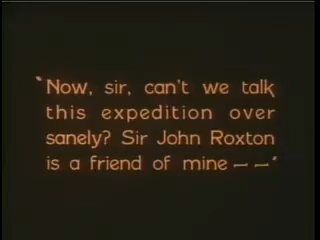 "Now, sir, can't we talk
this expedition over
sanely? Sir John Roxton
is a friend of mine — —"